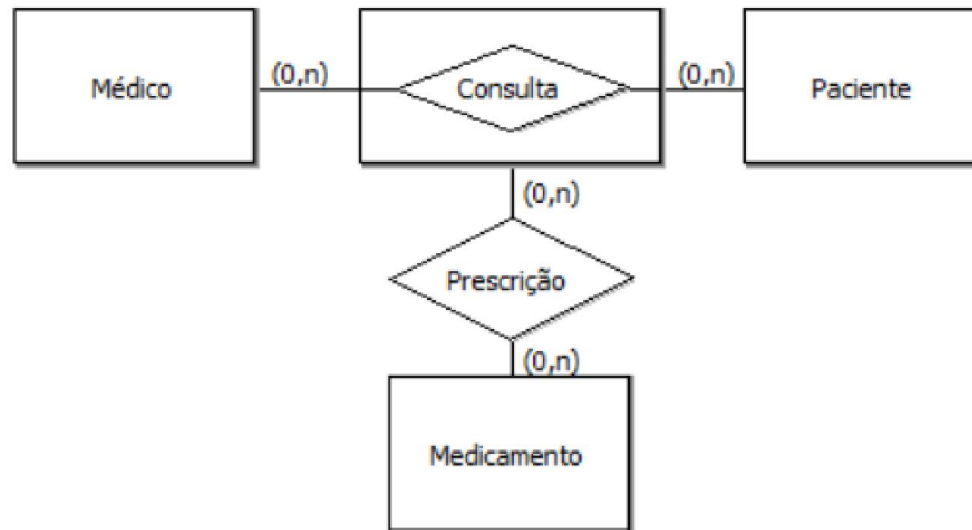 Médico
(0,n)
Consulta
(0,n)
Paciente
(0,n)
Prescrição
(0,n)
Medicamento